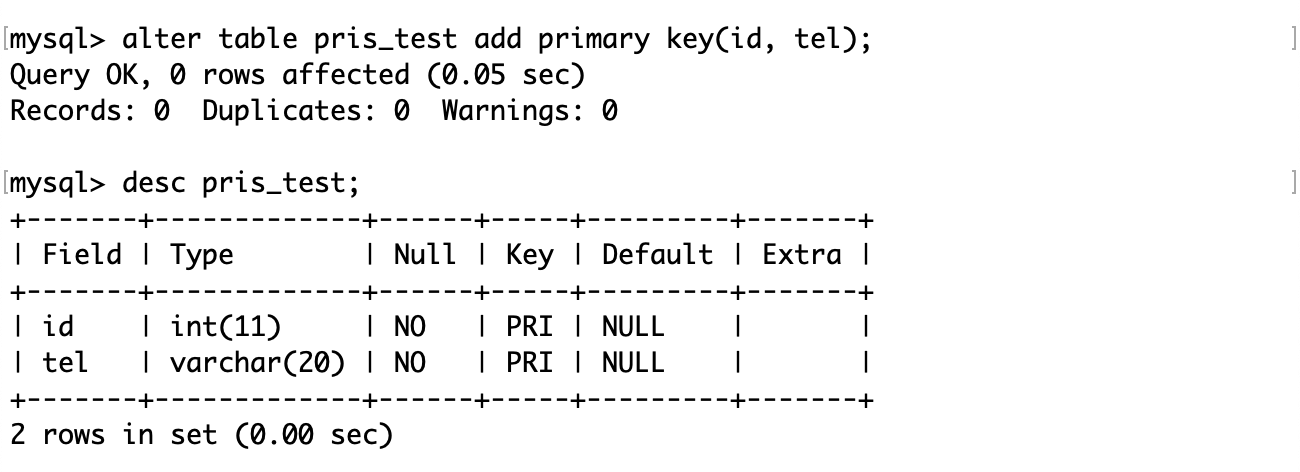 [mysql> alter table pris_test add primary key(id, tel); ]
Query OK, 0 rows affected (0.05 sec)
Records: 0  Duplicates: 0  Warnings: 0
[mysql> desc pris_test; ]
+-------+-------------+------+-----+---------+-------+
| Field | Type        | Null | Key | Default | Extra |
+-------+-------------+------+-----+---------+-------+
| id    | int(11)     | NO   | PRI | NULL    |       |
| tel   | varchar(20) | NO   | PRI | NULL    |       |
+-------+-------------+------+-----+---------+-------+
2 rows in set (0.00 sec)